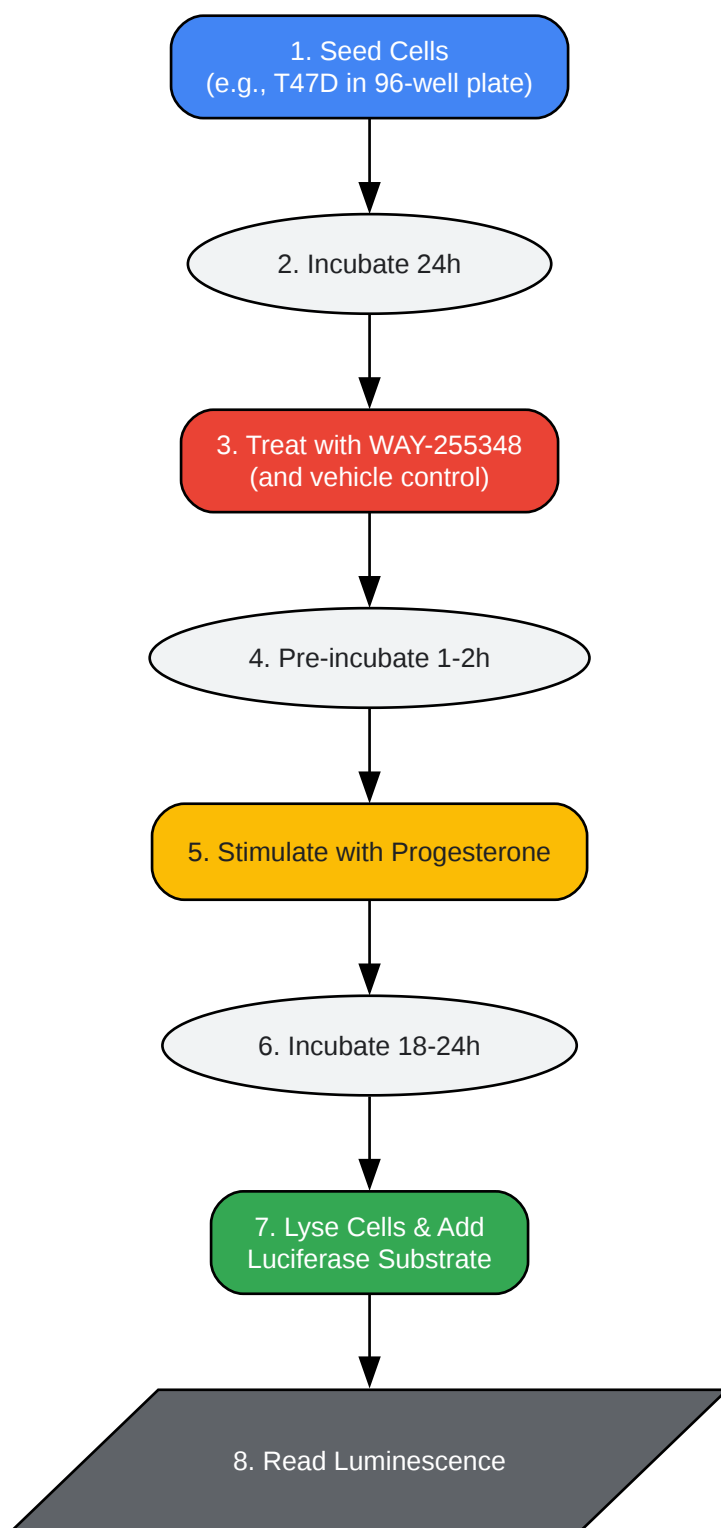 1. Seed Cells
(e.g., T47D in 96-well plate)
2. Incubate 24h
3. Treat with WAY-255348
(and vehicle control)
4. Pre-incubate 1-2h
5. Stimulate with Progesterone
6. Incubate 18-24h
7. Lyse Cells & Add
Luciferase Substrate
8. Read Luminescence